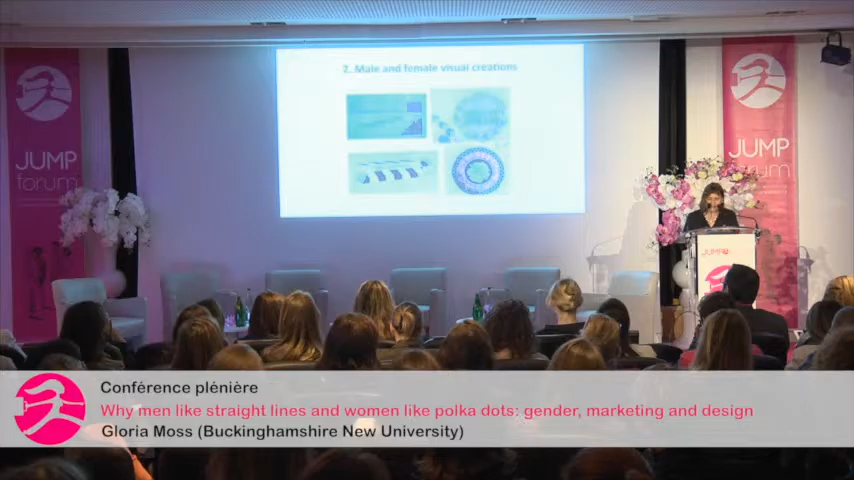 2. Male and female visual creations
JUMP
forum
JUMP
forum
JUMP
Conférence plénière
Why men like straight lines and women like polka dots: gender, marketing and design
Gloria Moss (Buckinghamshire New University)